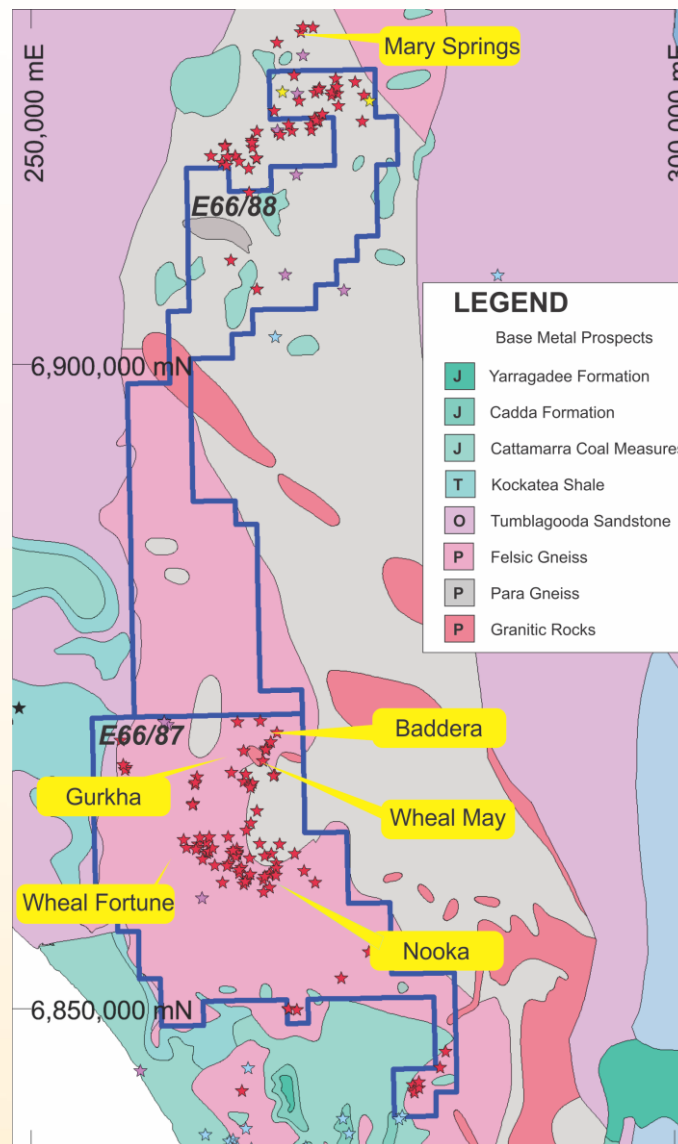 Mary Springs
250,000 mE
300,000 mE
E66/88
LEGEND
Base Metal Prospects
6,900,000 mN
J Yarragadee Formation
J Cadda Formation
J Cattamarra Coal Measures
T Kockatea Shale
O Tumblagooda Sandstone
P Felsic Gneiss
P Para Gneiss
P Granitic Rocks
E66/87
Baddera
Gurkha
Wheal May
Wheal Fortune
Nooka
6,850,000 mN